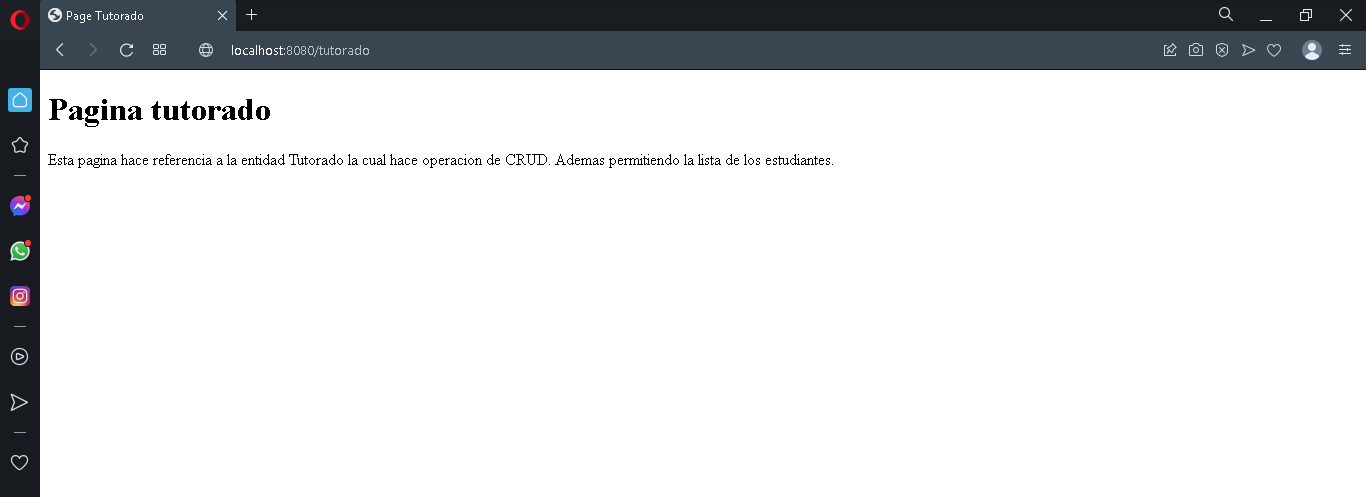 Page Tutorado
localhost:8080/tutorado
Pagina tutorado
Esta pagina hace referencia a la entidad Tutorado la cual hace operacion de CRUD. Ademas permitiendo la lista de los estudiantes.